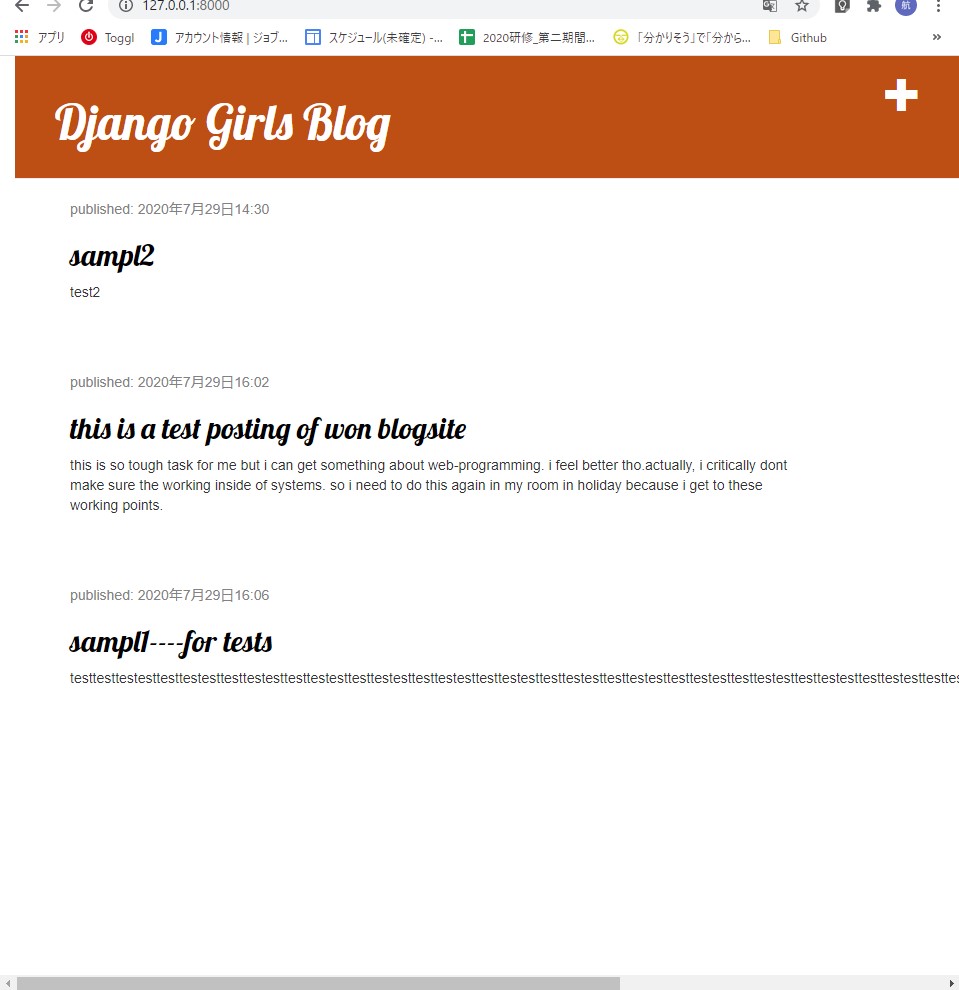 127.0.0.1:8000
航
アプリ Toggl アカウント情報 | ジョブ... スケジュール(未確定) -... 2020研修_第二期間... 「分かりそう」で「分から... Github »
Django Girls Blog
published: 2020年7月29日14:30
sampl2
test2
published: 2020年7月29日16:02
this is a test posting of won blogsite
this is so tough task for me but i can get something about web-programming. i feel better tho.actually, i critically dont
make sure the working inside of systems. so i need to do this again in my room in holiday because i get to these
working points.
published: 2020年7月29日16:06
sampl1----for tests